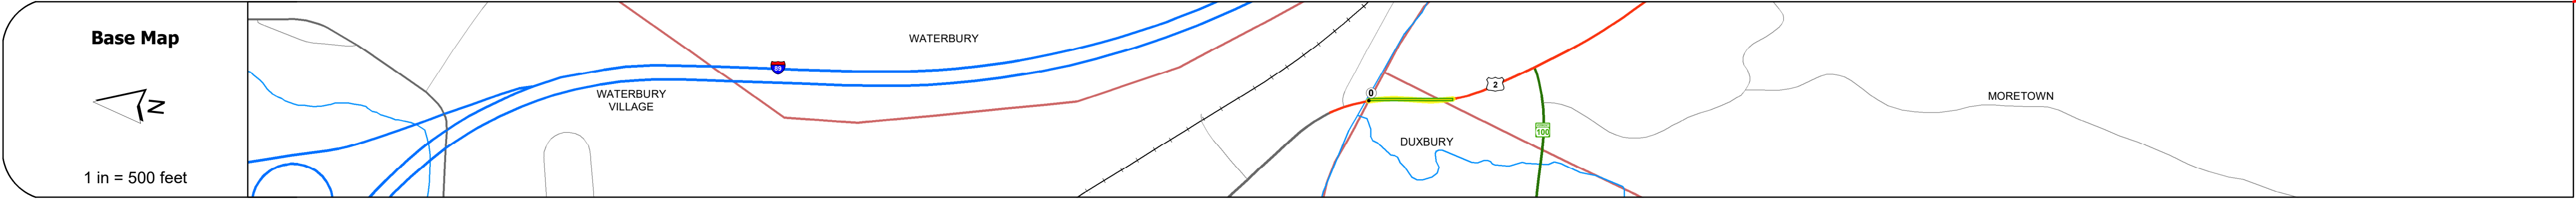 Base Map
N
1 in = 500 feet
WATERBURY
89
WATERBURY
VILLAGE
0
2
DUXBURY
100
MORETOWN